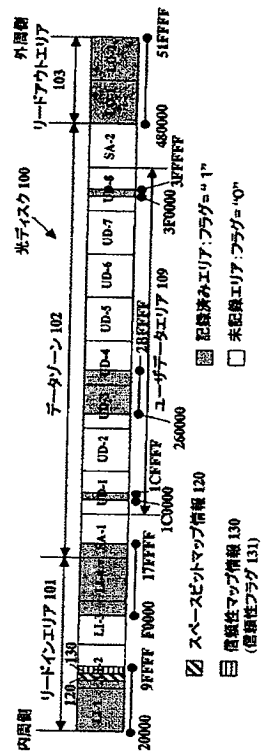 内周側
外周側
光ディスク 100
リードインエリア 101
データゾーン 102
リードアウトエリア
103
120
130
LI-
-2
SA-1
UD-1
UD-2
UD-3
UD-4
UD-5
UD-6
UD-7
UD-8
SA-2
ユーザデータエリア 109
20000
9FFFF
F0000
17FFFF
1C0000
1CFFFF
260000
2BFFFF
3F0000
3FFFFF
480000
51FFFF
スペースビットマップ情報 120
信頼性マップ情報 130
(信頼性フラグ 131)
記録済みエリア:フラグ="1"
未記録エリア:フラグ="0"